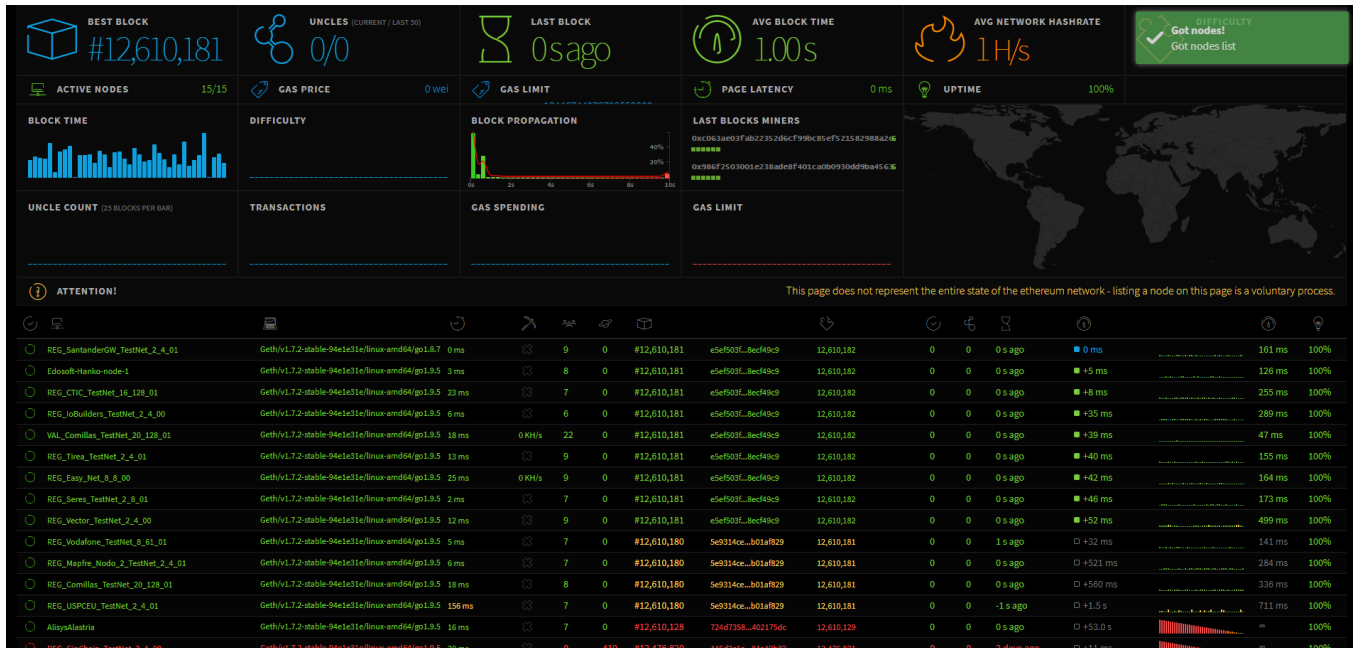 BEST BLOCK
#12,610,181
UNCLES (CURRENT / LAST 50)
0/0
LAST BLOCK
0 s ago
AVG BLOCK TIME
1.00 s
AVG NETWORK HASHRATE
1 H/s
DIFFICULTY
Got nodes!
Got nodes list
ACTIVE NODES 15/15
GAS PRICE 0 wei
GAS LIMIT
PAGE LATENCY 0 ms
UPTIME 100%
BLOCK TIME
DIFFICULTY
BLOCK PROPAGATION
40%
20%
0s 2s 4s 6s 8s 10s
LAST BLOCKS MINERS
UNCLE COUNT (25 BLOCKS PER BAR)
TRANSACTIONS
GAS SPENDING
GAS LIMIT
ATTENTION!
This page does not represent the entire state of the ethereum network - listing a node on this page is a voluntary process.
REG_SantanderGW_TestNet_2_4_01 Geth/v1.7.2-stable-94e1e31e/linux-amd64/go1.8.7 0 ms 9 0 #12,610,181 e5ef503f...8ecf49c9 12,610,182 0 0 0 s ago 0 ms 161 ms 100%
Edosoft-Hanko-node-1 Geth/v1.7.2-stable-94e1e31e/linux-amd64/go1.9.5 3 ms 8 0 #12,610,181 e5ef503f...8ecf49c9 12,610,182 0 0 0 s ago +5 ms 126 ms 100%
REG_CTIC_TestNet_16_128_01 Geth/v1.7.2-stable-94e1e31e/linux-amd64/go1.9.5 23 ms 7 0 #12,610,181 e5ef503f...8ecf49c9 12,610,182 0 0 0 s ago +8 ms 255 ms 100%
REG_IoBuilders_TestNet_2_4_00 Geth/v1.7.2-stable-94e1e31e/linux-amd64/go1.9.5 6 ms 6 0 #12,610,181 e5ef503f...8ecf49c9 12,610,182 0 0 0 s ago +35 ms 289 ms 100%
VAL_Comillas_TestNet_20_128_01 Geth/v1.7.2-stable-94e1e31e/linux-amd64/go1.9.5 18 ms 0 KH/s 22 0 #12,610,181 e5ef503f...8ecf49c9 12,610,182 0 0 0 s ago +39 ms 47 ms 100%
REG_Tirea_TestNet_2_4_01 Geth/v1.7.2-stable-94e1e31e/linux-amd64/go1.9.5 13 ms 9 0 #12,610,181 e5ef503f...8ecf49c9 12,610,182 0 0 0 s ago +40 ms 155 ms 100%
REG_Easy_Net_8_8_00 Geth/v1.7.2-stable-94e1e31e/linux-amd64/go1.9.5 25 ms 0 KH/s 9 0 #12,610,181 e5ef503f...8ecf49c9 12,610,182 0 0 0 s ago +42 ms 164 ms 100%
REG_Seres_TestNet_2_8_01 Geth/v1.7.2-stable-94e1e31e/linux-amd64/go1.9.5 2 ms 7 0 #12,610,181 e5ef503f...8ecf49c9 12,610,182 0 0 0 s ago +46 ms 173 ms 100%
REG_Vector_TestNet_2_4_00 Geth/v1.7.2-stable-94e1e31e/linux-amd64/go1.9.5 12 ms 9 0 #12,610,181 e5ef503f...8ecf49c9 12,610,182 0 0 0 s ago +52 ms 499 ms 100%
REG_Vodafone_TestNet_8_61_01 Geth/v1.7.2-stable-94e1e31e/linux-amd64/go1.9.5 5 ms 7 0 #12,610,180 5e9314ce...b01af829 12,610,181 0 0 1 s ago +32 ms 141 ms 100%
REG_Mapfre_Nodo_2_TestNet_2_4_01 Geth/v1.7.2-stable-94e1e31e/linux-amd64/go1.9.5 6 ms 7 0 #12,610,180 5e9314ce...b01af829 12,610,181 0 0 0 s ago +521 ms 284 ms 100%
REG_Comillas_TestNet_20_128_01 Geth/v1.7.2-stable-94e1e31e/linux-amd64/go1.9.5 18 ms 8 0 #12,610,180 5e9314ce...b01af829 12,610,181 0 0 0 s ago +560 ms 336 ms 100%
REG_USPCEU_TestNet_2_4_01 Geth/v1.7.2-stable-94e1e31e/linux-amd64/go1.9.5 156 ms 7 0 #12,610,180 5e9314ce...b01af829 12,610,181 0 0 -1 s ago +1.5 s 711 ms 100%
AlisysAlastria Geth/v1.7.2-stable-94e1e31e/linux-amd64/go1.9.5 16 ms 7 0 #12,610,128 724d7358...402175dc 12,610,129 0 0 0 s ago +53.0 s ∞ 100%